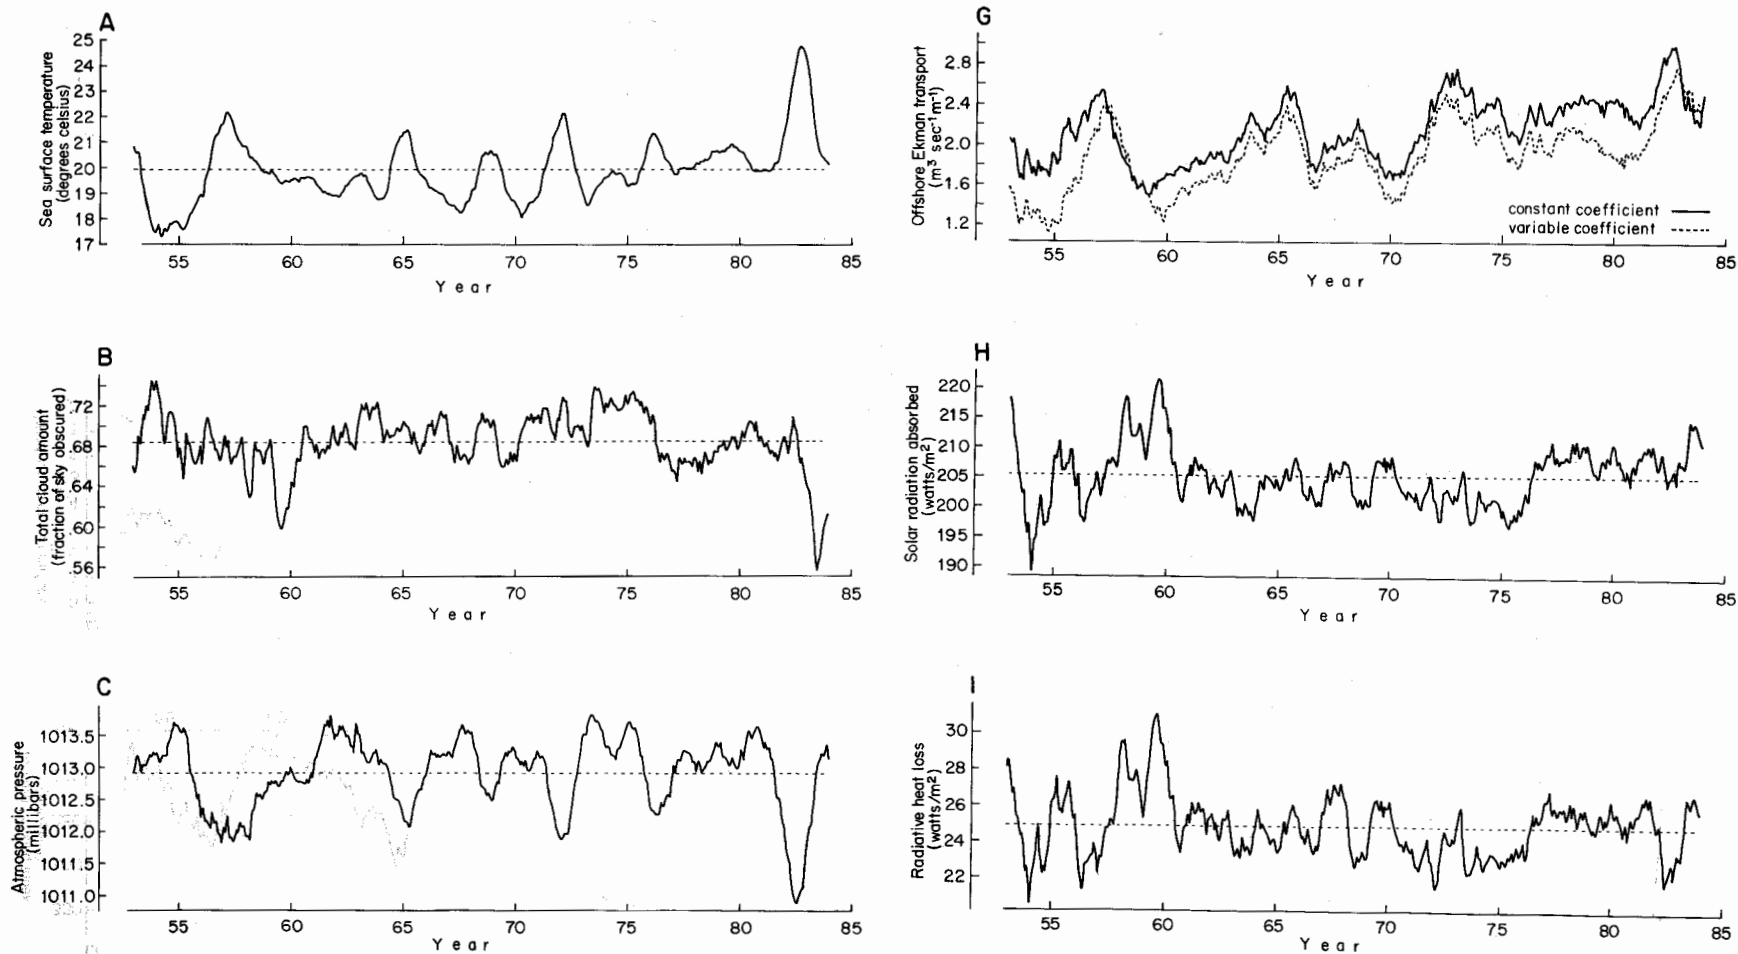 A
Sea surface temperature
(degrees celsius)
25
24
23
22
21
20
19
18
17
55 60 65 70 75 80 85
Year
B
Total cloud amount
(fraction of sky obscured)
.72
.68
.64
.60
.56
55 60 65 70 75 80 85
Year
C
Atmospheric pressure
(millibars)
1013.5
1013.0
1012.5
1012.0
1011.5
1011.0
55 60 65 70 75 80 85
Year
G
Offshore Ekman transport
(m³ sec⁻¹m⁻¹)
2.8
2.4
2.0
1.6
1.2
constant coefficient
variable coefficient
55 60 65 70 75 80 85
Year
H
Solar radiation absorbed
(watts/m²)
220
215
210
205
200
195
190
55 60 65 70 75 80 85
Year
I
Radiative heat loss
(watts/m²)
30
28
26
24
22
55 60 65 70 75 80 85
Year